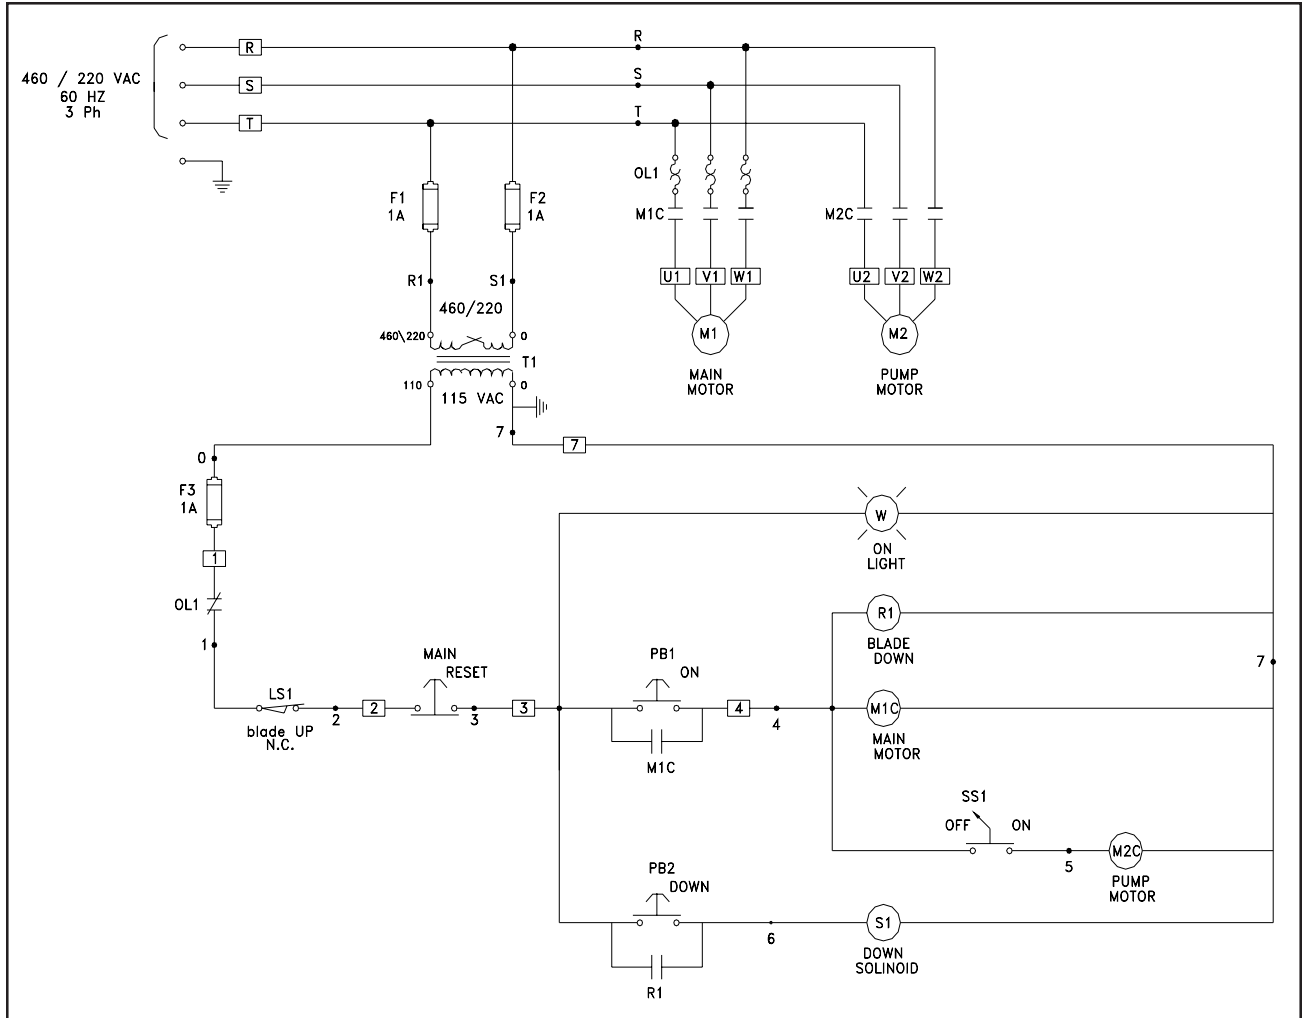 R
R
460 / 220 VAC
60 HZ
3 Ph
S
S
T
T
OL1
F1
1A
F2
1A
M1C
M2C
R1
S1
U1
V1
W1
U2
V2
W2
460/220
460\220
0
M1
M2
T1
MAIN
MOTOR
PUMP
MOTOR
110
0
115 VAC
7
7
0
F3
1A
W
ON
LIGHT
1
OL1
R1
BLADE
DOWN
1
MAIN
RESET
PB1
ON
7
LS1
2
2
3
3
4
4
M1C
blade UP
N.C.
MAIN
MOTOR
M1C
SS1
OFF
ON
5
M2C
PUMP
MOTOR
PB2
DOWN
6
S1
DOWN
SOLINOID
R1